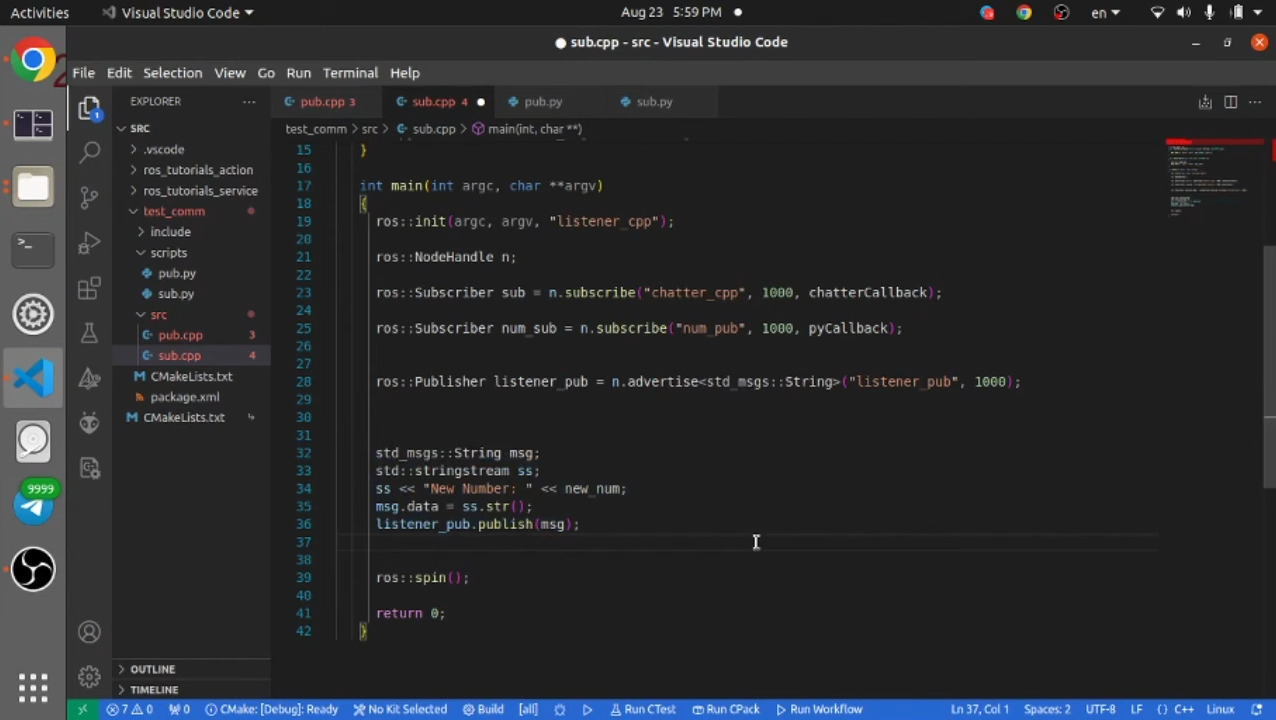 Activities
Visual Studio Code
Aug 23 5:59 PM
en
sub.cpp - src - Visual Studio Code
File Edit Selection View Go Run Terminal Help
EXPLORER
pub.cpp 3
sub.cpp 4
pub.py
sub.py
test_comm > src > sub.cpp > main(int, char **)
SRC
.vscode
ros_tutorials_action
ros_tutorials_service
test_comm
include
scripts
pub.py
sub.py
src
pub.cpp 3
sub.cpp 4
CMakeLists.txt
package.xml
CMakeLists.txt
OUTLINE
TIMELINE
15 }
16
17 int main(int argc, char **argv)
18 {
19 ros::init(argc, argv, "listener_cpp");
20
21 ros::NodeHandle n;
22
23 ros::Subscriber sub = n.subscribe("chatter_cpp", 1000, chatterCallback);
24
25 ros::Subscriber num_sub = n.subscribe("num_pub", 1000, pyCallback);
26
27
28 ros::Publisher listener_pub = n.advertise<std_msgs::String>("listener_pub", 1000);
29
30
31
32 std_msgs::String msg;
33 std::stringstream ss;
34 ss << "New Number: " << new_num;
35 msg.data = ss.str();
36 listener_pub.publish(msg);
37
38
39 ros::spin();
40
41 return 0;
42 }
9999
7 0 0 CMake: [Debug]: Ready No Kit Selected Build [all] Run CTest Run CPack Run Workflow Ln 37, Col 1 Spaces: 2 UTF-8 LF {} C++ Linux